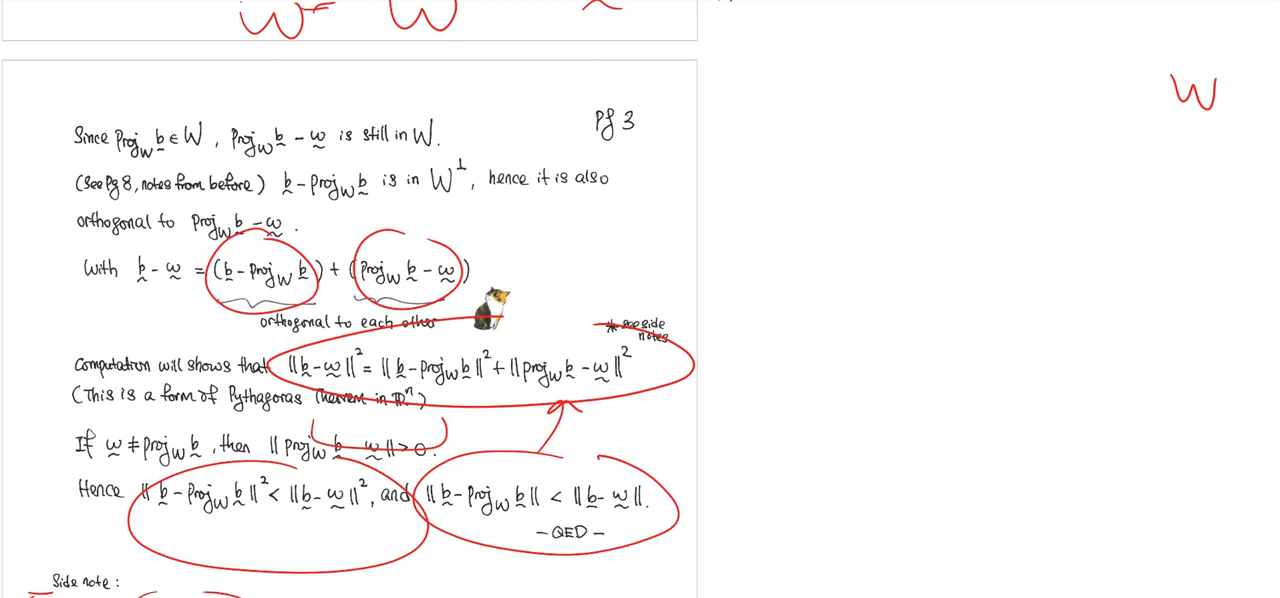 W W
W
Pg 3
Since Proj_W b ∈ W, Proj_W b - w is still in W.
(See Pg 8, notes from before) b - Proj_W b is in W^⊥, hence it is also
orthogonal to Proj_W b - w.
With b - w = (b - Proj_W b) + (Proj_W b - w)
orthogonal to each other
* see side
notes
Computation will shows that ||b - w||² = ||b - Proj_W b||² + ||Proj_W b - w||²
(This is a form of Pythagoras Theorem in ℝⁿ)
If w ≠ Proj_W b, then ||Proj_W b - w|| > 0.
Hence ||b - Proj_W b||² < ||b - w||², and ||b - Proj_W b|| < ||b - w||.
- QED -
Side note: